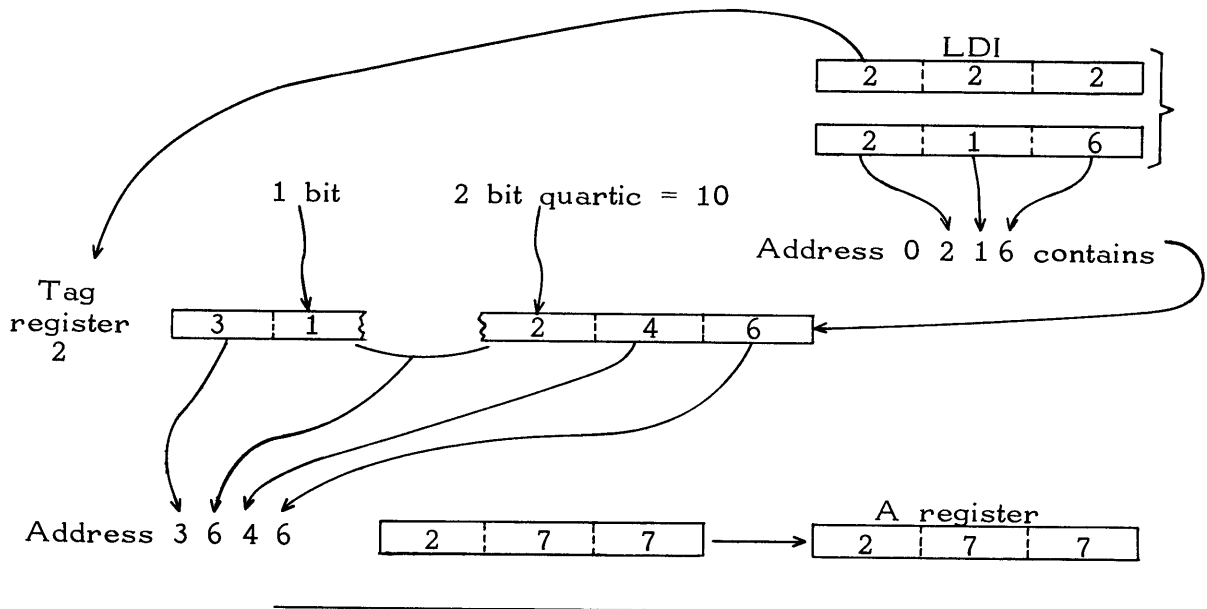 LDI
2 2 2
2 1 6
1 bit
2 bit quartic = 10
Address 0 2 1 6 contains
Tag
register
2
3 1
2 4 6
Address 3 6 4 6
2 7 7
A register
2 7 7